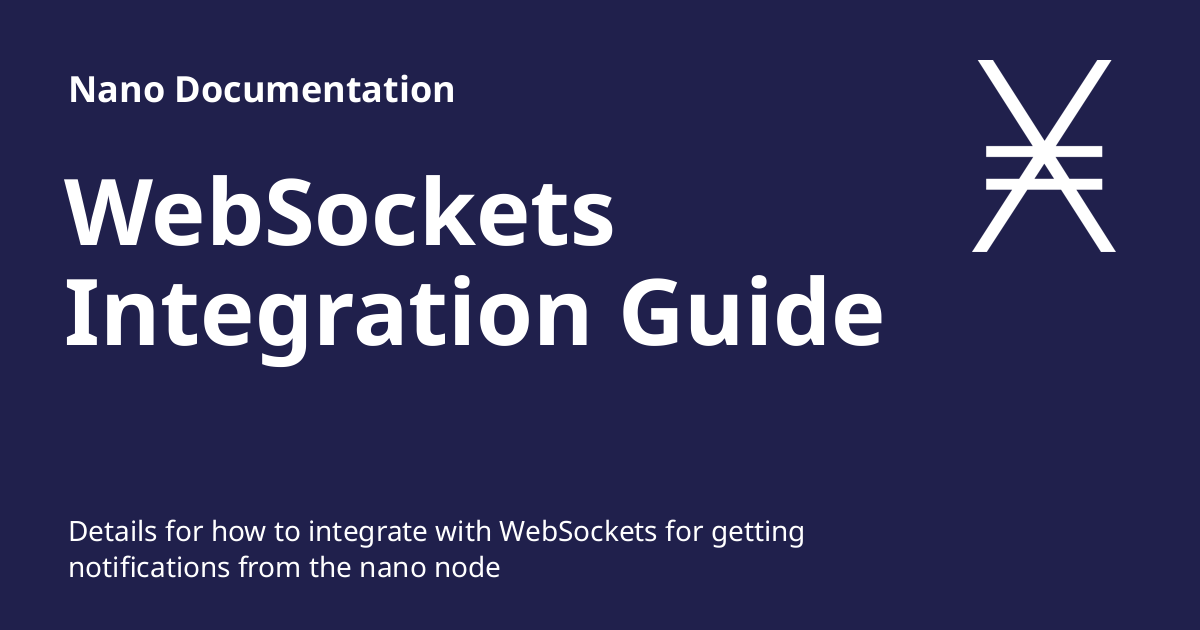 Nano Documentation
WebSockets
Integration Guide
Details for how to integrate with WebSockets for getting
notifications from the nano node